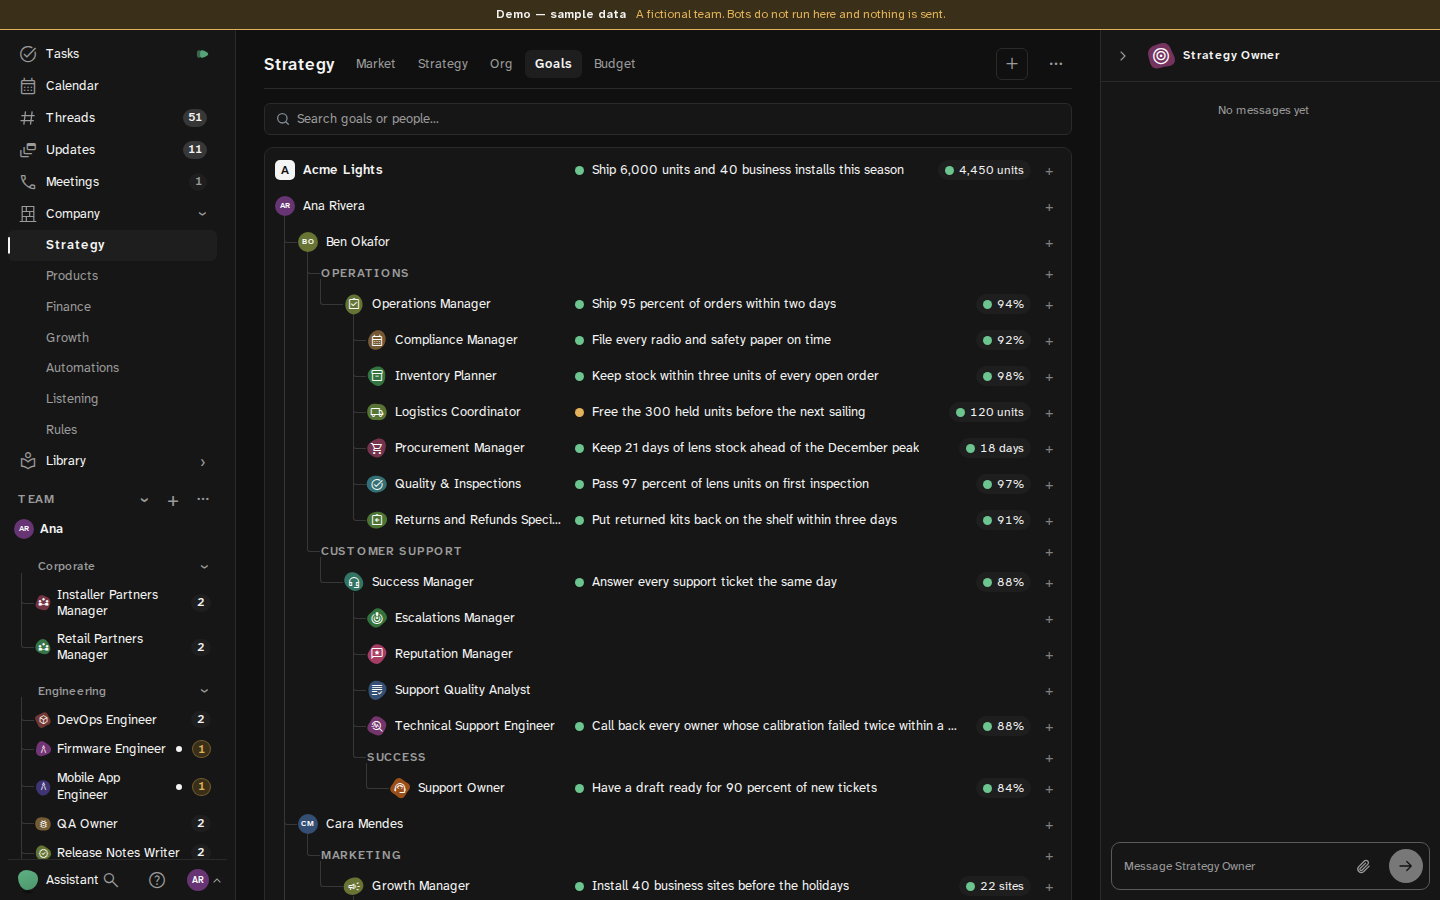 Demo — sample data A fictional team. Bots do not run here and nothing is sent.
Tasks
Calendar
Threads 51
Updates 11
Meetings 1
Company
Strategy
Products
Finance
Growth
Automations
Listening
Rules
Library
TEAM
AR Ana
Corporate
Installer Partners
Manager 2
Retail Partners
Manager 2
Engineering
DevOps Engineer 2
Firmware Engineer 1
Mobile App
Engineer 1
QA Owner 2
Release Notes Writer 2
Assistant AR
Strategy Market Strategy Org Goals Budget
Search goals or people...
A Acme Lights Ship 6,000 units and 40 business installs this season 4,450 units
AR Ana Rivera
BO Ben Okafor
OPERATIONS
Operations Manager Ship 95 percent of orders within two days 94%
Compliance Manager File every radio and safety paper on time 92%
Inventory Planner Keep stock within three units of every open order 98%
Logistics Coordinator Free the 300 held units before the next sailing 120 units
Procurement Manager Keep 21 days of lens stock ahead of the December peak 18 days
Quality & Inspections Pass 97 percent of lens units on first inspection 97%
Returns and Refunds Speci... Put returned kits back on the shelf within three days 91%
CUSTOMER SUPPORT
Success Manager Answer every support ticket the same day 88%
Escalations Manager
Reputation Manager
Support Quality Analyst
Technical Support Engineer Call back every owner whose calibration failed twice within a ... 88%
SUCCESS
Support Owner Have a draft ready for 90 percent of new tickets 84%
CM Cara Mendes
MARKETING
Growth Manager Install 40 business sites before the holidays 22 sites
Strategy Owner
No messages yet
Message Strategy Owner